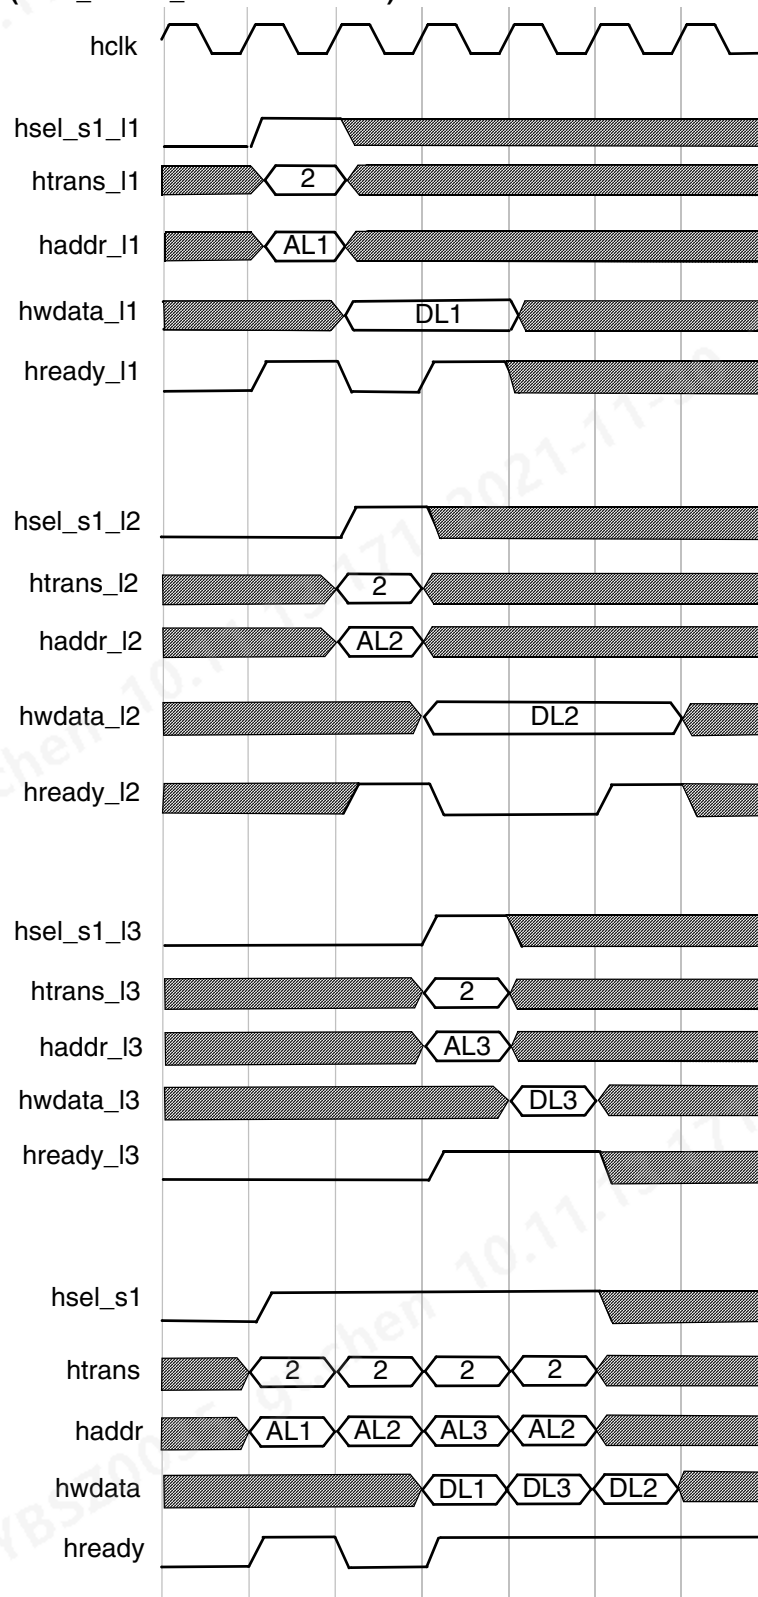 hclk
hsel_s1_l1
htrans_l1
2
haddr_l1
AL1
hwdata_l1
DL1
hready_l1
2021-11-
hsel_s1_l2
htrans_l2
2
haddr_l2
AL2
hwdata_l2
DL2
hready_l2
hsel_s1_l3
htrans_l3
2
haddr_l3
AL3
hwdata_l3
DL3
hready_l3
hsel_s1
htrans
2 2 2 2
haddr
AL1 AL2 AL3 AL2
hwdata
DL1 DL3 DL2
hready